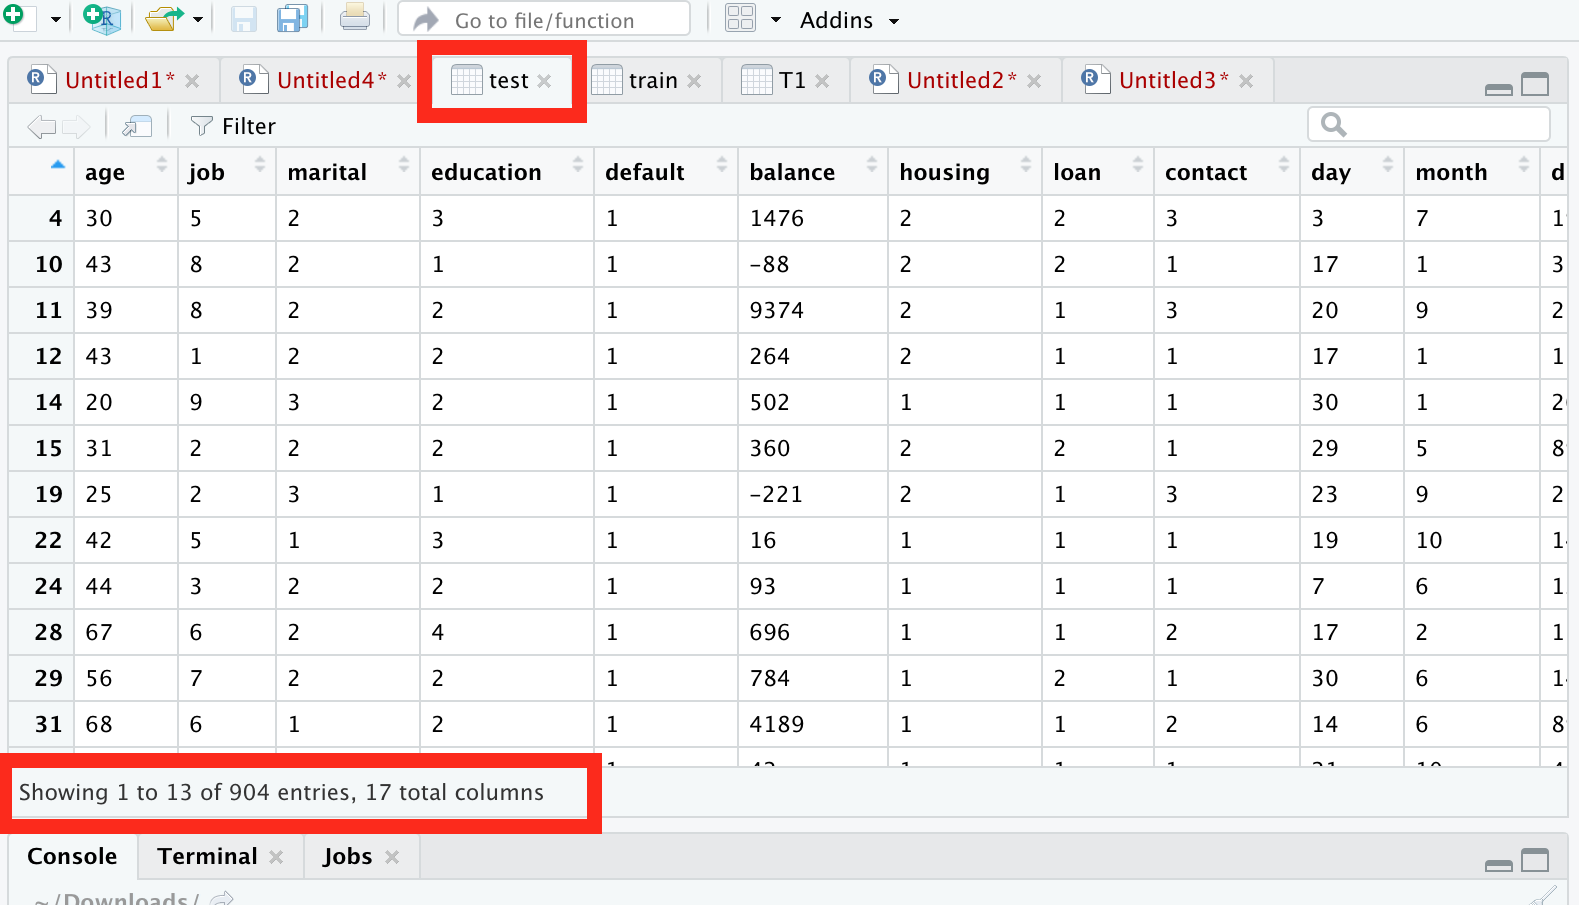 Go to file/function Addins
Untitled1* Untitled4* test train T1 Untitled2* Untitled3*
Filter
age job marital education default balance housing loan contact day month d
4 30 5 2 3 1 1476 2 2 3 3 7 1
10 43 8 2 1 1 -88 2 2 1 17 1 3
11 39 8 2 2 1 9374 2 1 3 20 9 2
12 43 1 2 2 1 264 2 1 1 17 1 1
14 20 9 3 2 1 502 1 1 1 30 1 2
15 31 2 2 2 1 360 2 2 1 29 5 8
19 25 2 3 1 1 -221 2 1 3 23 9 2
22 42 5 1 3 1 16 1 1 1 19 10 1
24 44 3 2 2 1 93 1 1 1 7 6 1
28 67 6 2 4 1 696 1 1 2 17 2 1
29 56 7 2 2 1 784 1 2 1 30 6 1
31 68 6 1 2 1 4189 1 1 2 14 6 8
Showing 1 to 13 of 904 entries, 17 total columns
Console Terminal Jobs
~/Downloads/